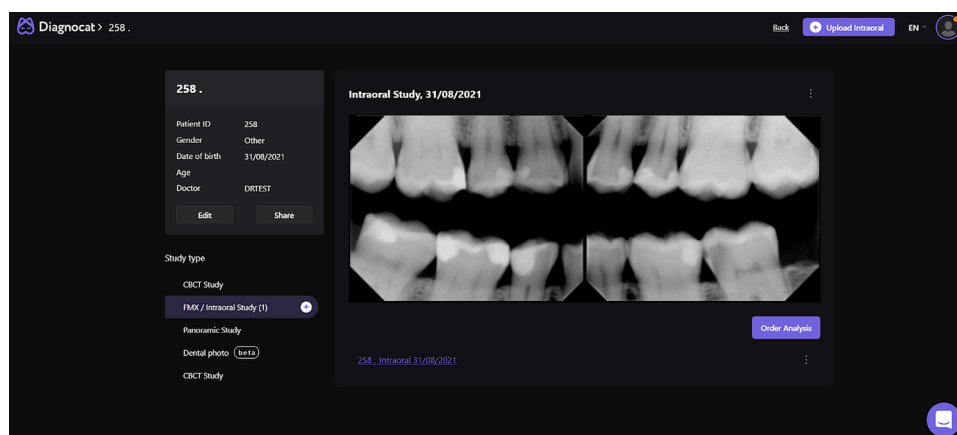 Diagnocat > 258 .
Back
Upload Intraoral
EN
258 .
Patient ID 258
Gender Other
Date of birth 31/08/2021
Age
Doctor DRTEST
Edit Share
Study type
CBCT Study
FMX / Intraoral Study (1)
Panoramic Study
Dental photo beta
CBCT Study
Intraoral Study, 31/08/2021
Order Analysis
258 . Intraoral 31/08/2021